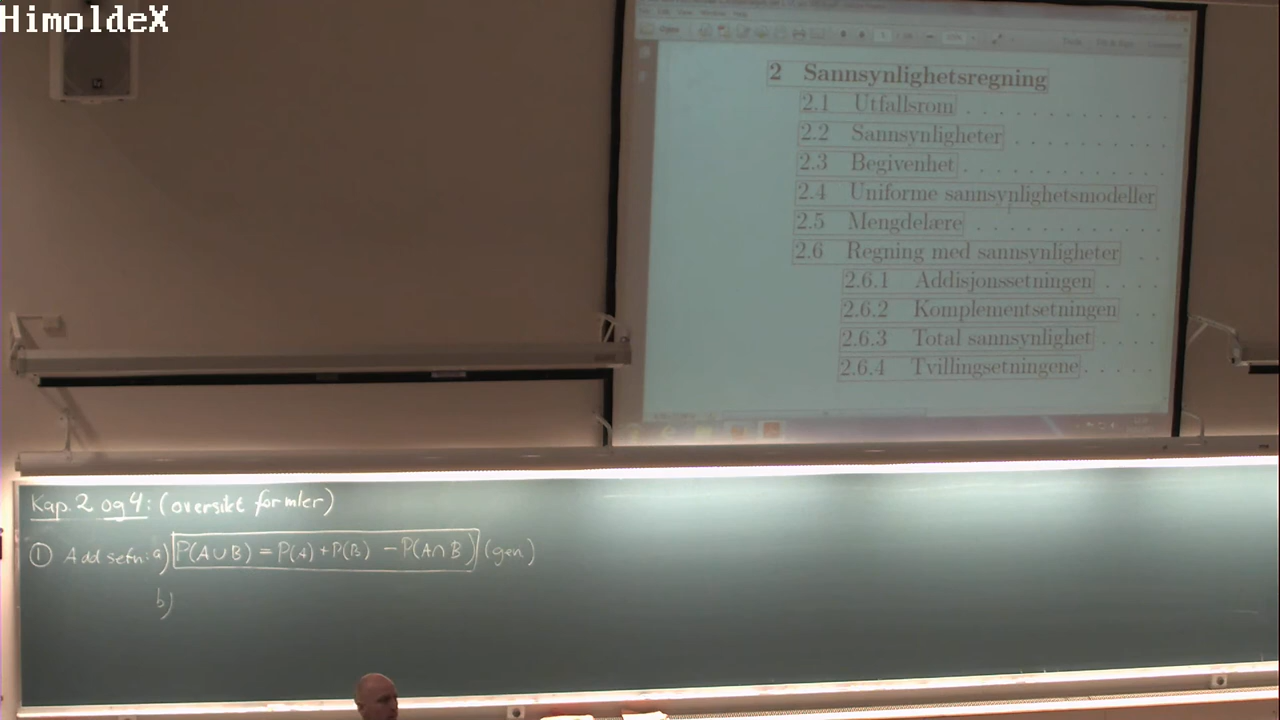 HimoldeX
2 Sannsynlighetsregning
2.1 Utfallsrom . . . . . . . . . . .
2.2 Sannsynligheter . . . . . . . . .
2.3 Begivenhet . . . . . . . . . . .
2.4 Uniforme sannsynlighetsmodeller
2.5 Mengdelære . . . . . . . . . . .
2.6 Regning med sannsynligheter . .
2.6.1 Addisjonssetningen . . . .
2.6.2 Komplementsetningen . .
2.6.3 Total sannsynlighet . . . .
2.6.4 Tvillingsetningene . . . . .
Kap. 2 og 4: (oversikt formler)
① Add setn: a) P(A∪B) = P(A) + P(B) - P(A∩B) (gen)
b)